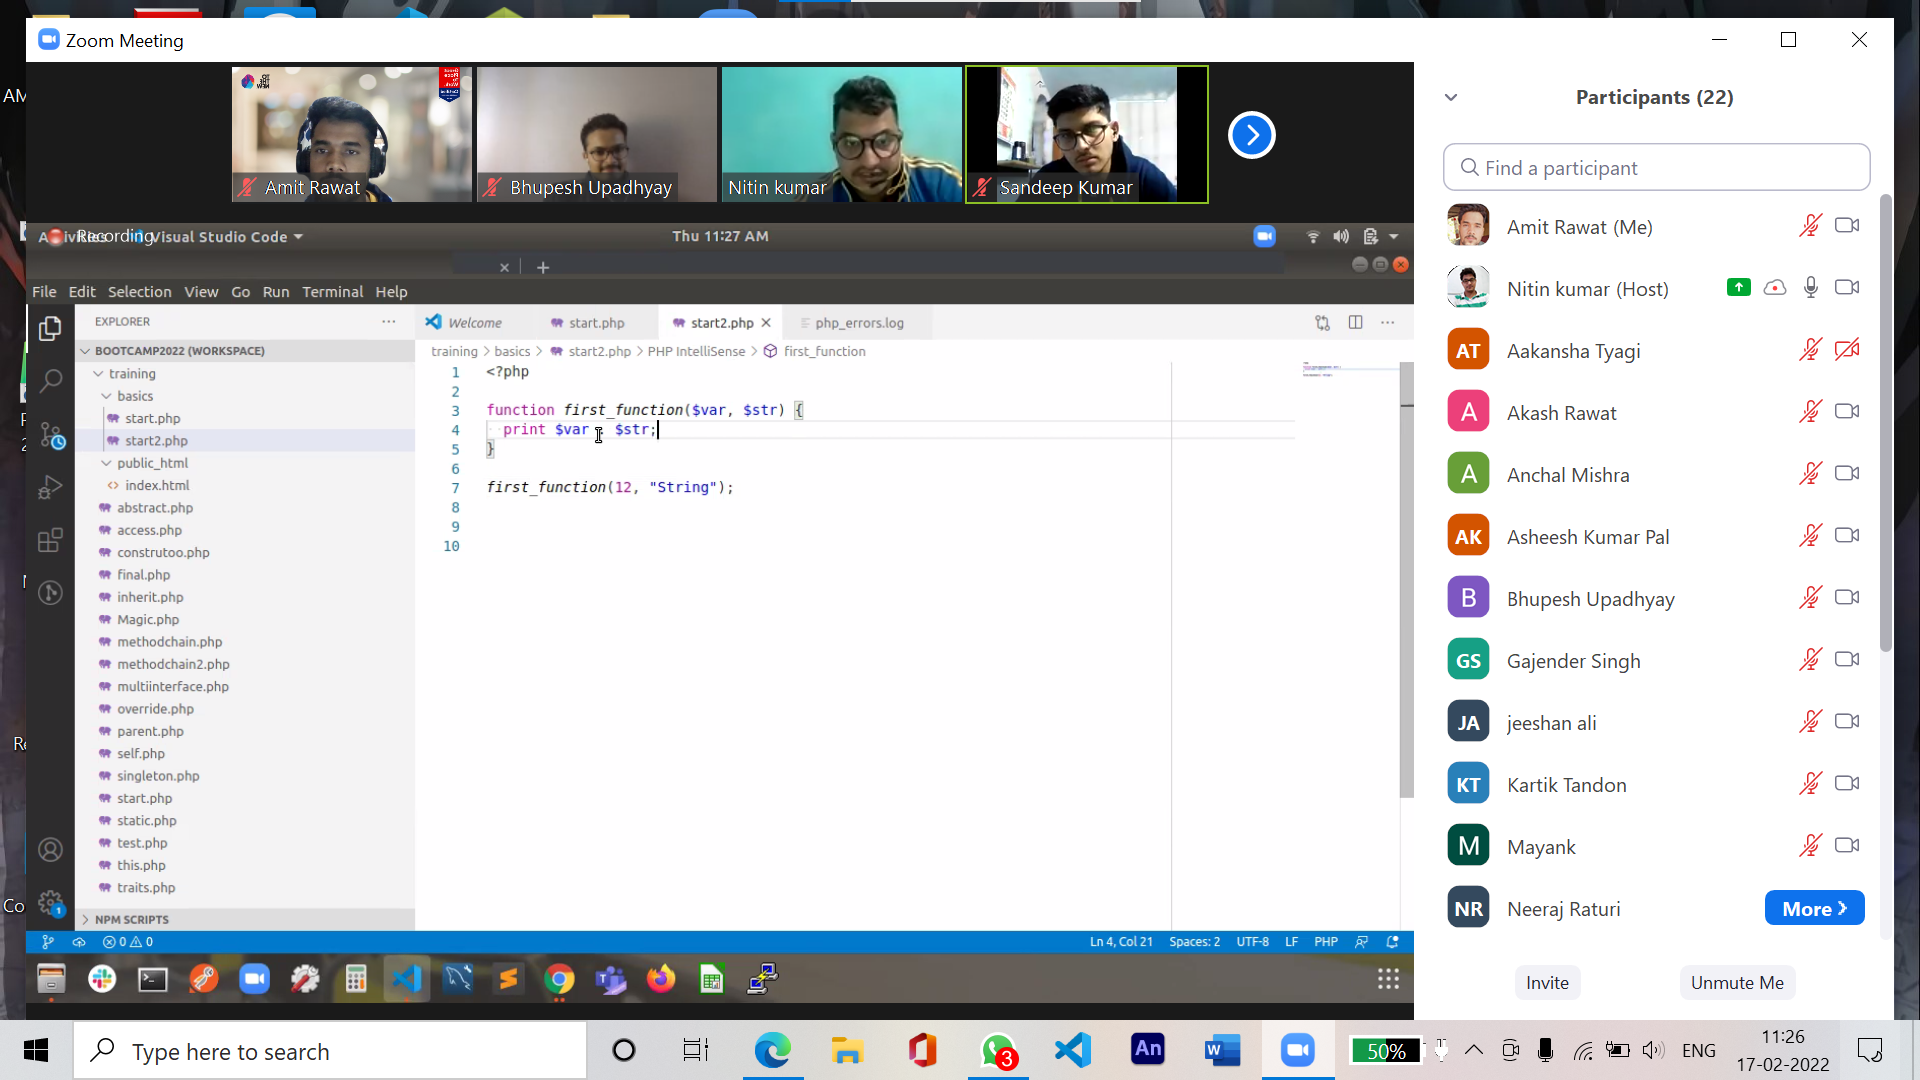 Zoom Meeting
AM
Amit Rawat
Bhupesh Upadhyay
Nitin kumar
Sandeep Kumar
Recording
Visual Studio Code
Thu 11:27 AM
File Edit Selection View Go Run Terminal Help
EXPLORER
Welcome
start.php
start2.php
php_errors.log
training > basics > start2.php > PHP IntelliSense > first_function
BOOTCAMP2022 (WORKSPACE)
training
basics
start.php
start2.php
public_html
index.html
abstract.php
access.php
construtoo.php
final.php
inherit.php
Magic.php
methodchain.php
methodchain2.php
multiinterface.php
override.php
parent.php
self.php
singleton.php
start.php
static.php
test.php
this.php
traits.php
NPM SCRIPTS
1 <?php
2
3 function first_function($var, $str) {
4 print $var . $str;
5 }
6
7 first_function(12, "String");
8
9
10
0 0
Ln 4, Col 21 Spaces: 2 UTF-8 LF PHP
1
Participants (22)
Find a participant
Amit Rawat (Me)
Nitin kumar (Host)
AT Aakansha Tyagi
A Akash Rawat
A Anchal Mishra
AK Asheesh Kumar Pal
B Bhupesh Upadhyay
GS Gajender Singh
JA jeeshan ali
KT Kartik Tandon
M Mayank
NR Neeraj Raturi
More
Invite
Unmute Me
Re
Co
Type here to search
3
An
W
50%
ENG
11:26
17-02-2022